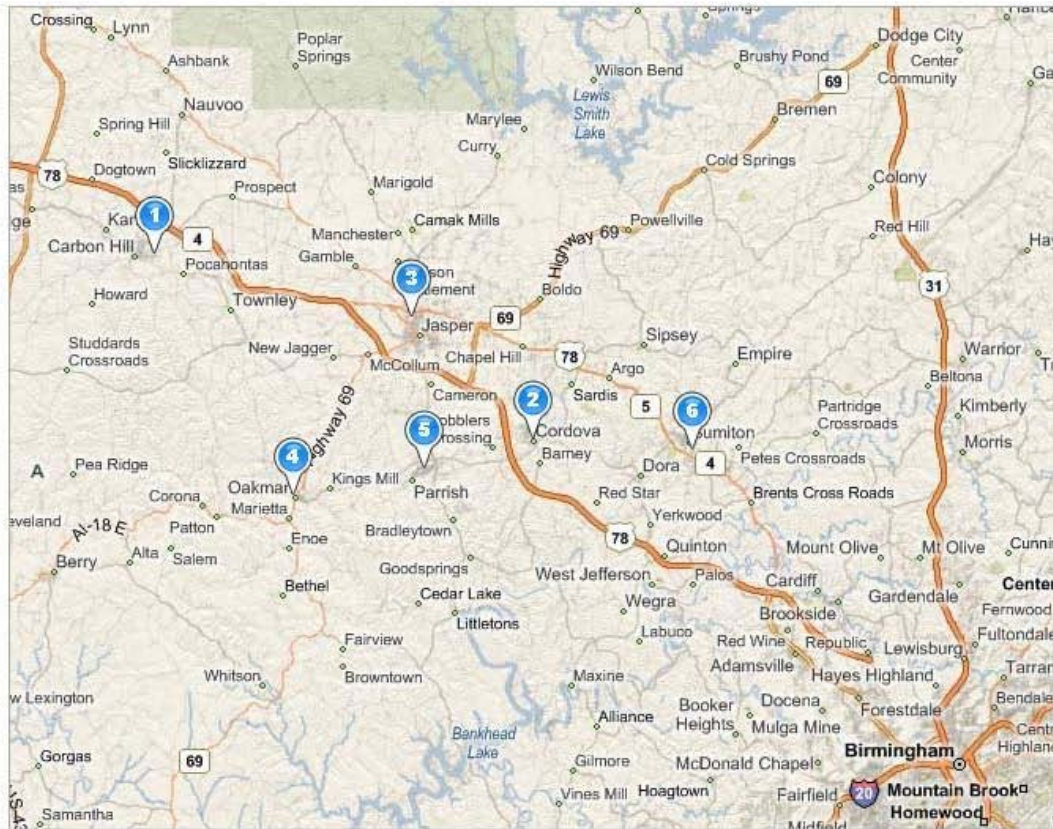 Crossing
Lynn
Poplar
Springs
Springs
Dodge City
Ashbank
Wilson Bend
Brushy Pond
Center
Community
69
Nauvoo
Lewis
Smith
Lake
Bremen
Spring Hill
Marylee
Slicklizzard
Curry
Cold Springs
78
Dogtown
Prospect
Marigold
Colony
1
Camak Mills
Powellville
4
Manchester
Red Hill
Carbon Hill
Gamble
Highway 69
Pocahontas
3
31
Howard
Townley
Boldo
69
Jasper
Sipsey
Studdards
Crossroads
New Jagger
McCollum
Chapel Hill
78
Empire
Warrior
Argo
Beltona
Cameron
Sardis
2
5
6
Partridge
Crossroads
Kimberly
Highway 69
5
Cordova
Crossing
Morris
A
Pea Ridge
4
Barney
Dora
4
Petes Crossroads
Oakman
Kings Mill
Parrish
Corona
Marietta
Red Star
Brents Cross Roads
Al-18 E
Patton
Bradleytown
Yerkwood
Enoe
78
Alta
Salem
Quinton
Mount Olive
Mt Olive
Berry
Goodsprings
West Jefferson
Palos
Cardiff
Bethel
Cedar Lake
Gardendale
Wegra
Brookside
Littletons
Labuco
Red Wine
Republic
Lewisburg
Fairview
Adamsville
Whitson
Browntown
Maxine
Hayes Highland
Booker
Heights
Docena
Forestdale
Alliance
Mulga Mine
Bankhead
Lake
Birmingham
Gorgas
69
Gilmore
McDonald Chapel
Hoagtown
20
Mountain Brook
Vines Mill
Fairfield
Homewood
Samantha
Midfield